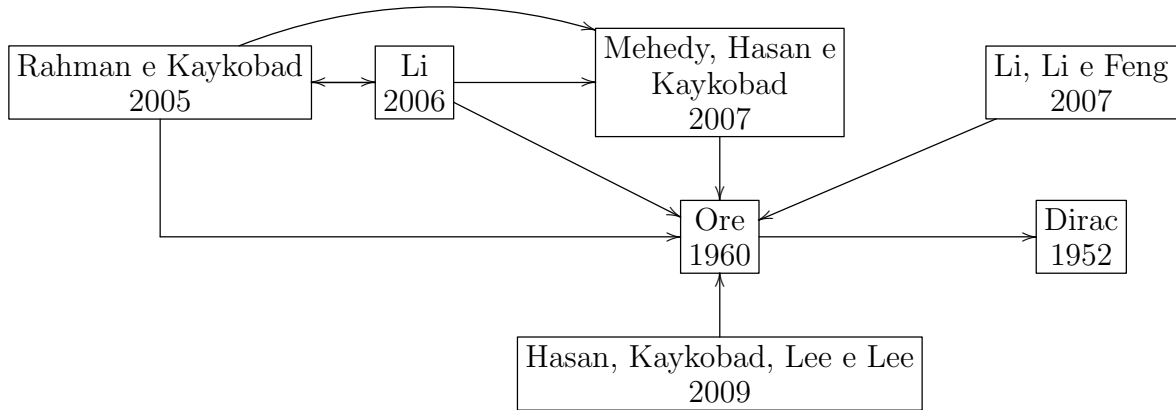 Rahman e Kaykobad
2005
Li
2006
Mehedy, Hasan e
Kaykobad
2007
Li, Li e Feng
2007
Ore
1960
Dirac
1952
Hasan, Kaykobad, Lee e Lee
2009